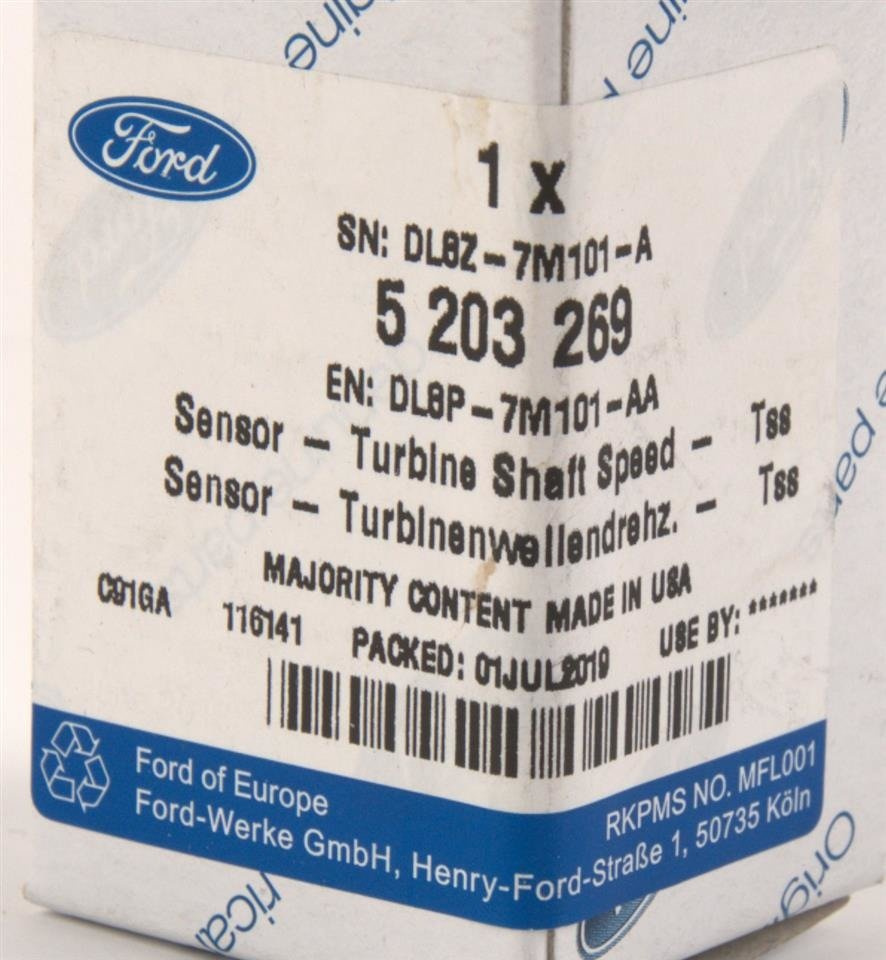 Ford
1 x
SN: DL8Z-7M101-A
5 203 269
EN: DL8P-7M101-AA
Sensor - Turbine Shaft Speed - Tss
Sensor - Turbinenwellendrehz. - Tss
MAJORITY CONTENT MADE IN USA
C91GA 116141 PACKED: 01JUL2019 USE BY: *******
Ford of Europe
RKPMS NO. MFL001
Ford-Werke GmbH, Henry-Ford-Straße 1, 50735 Köln